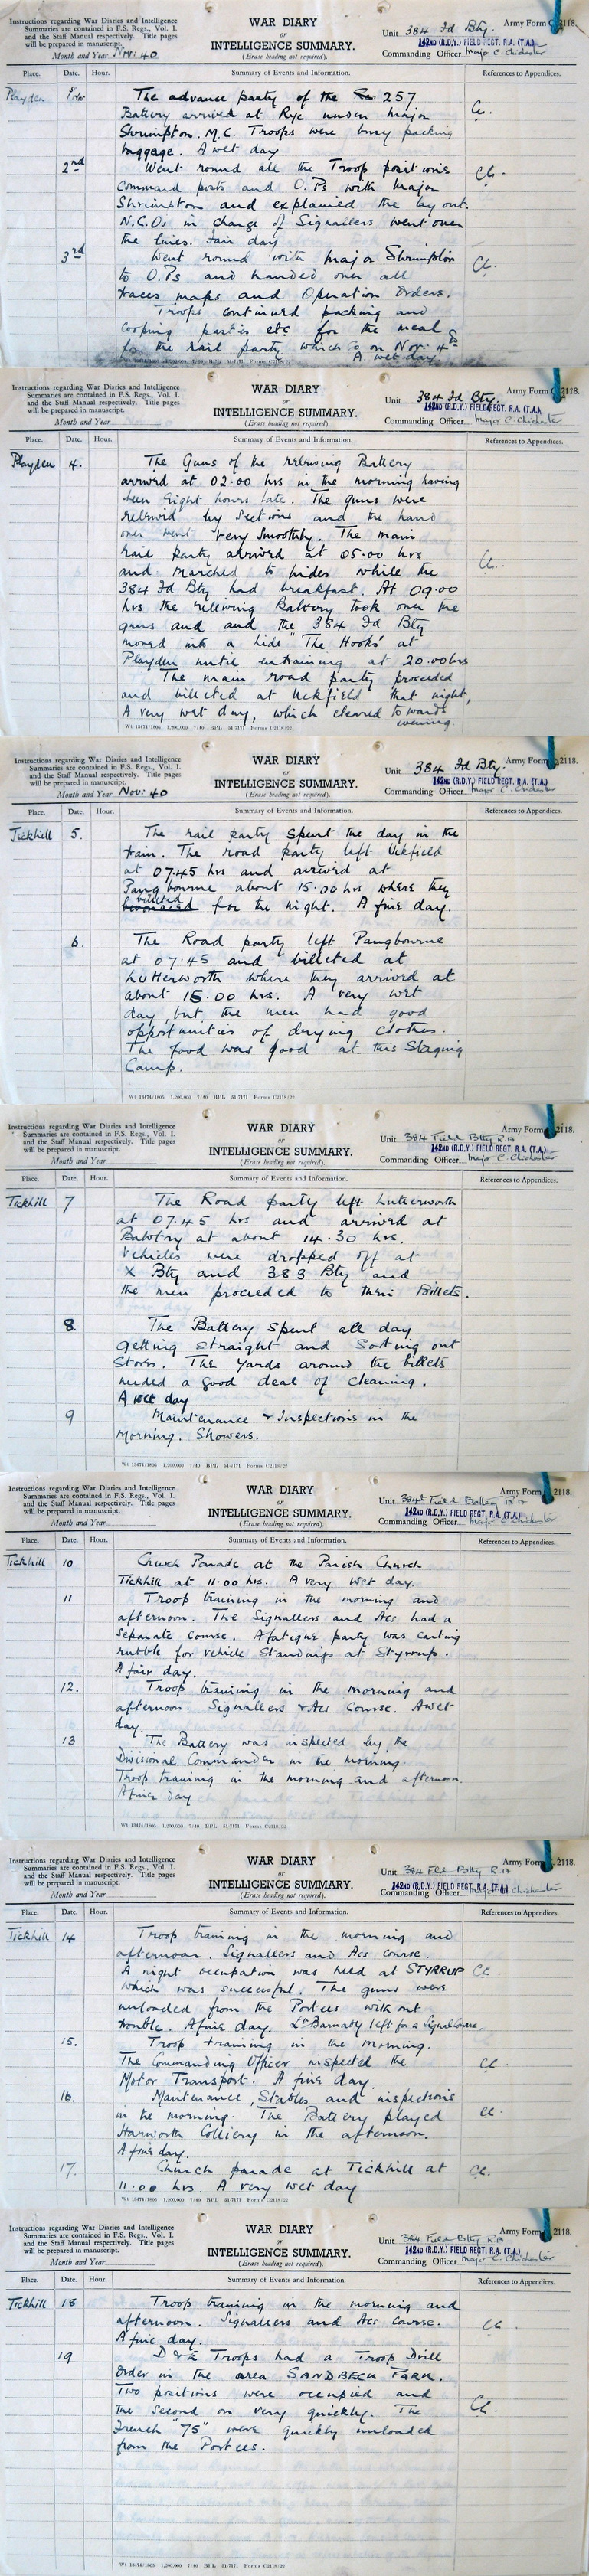 Instructions regarding War Diaries and Intelligence
Summaries are contained in F.S. Regs., Vol. I.
and the Staff Manual respectively. Title pages
will be prepared in manuscript.
Month and Year Nov: 40
WAR DIARY
or
INTELLIGENCE SUMMARY.
(Erase heading not required).
Army Form C 2118.
Unit 384 Fd Bty.
142ND (R.D.Y.) FIELD REGT. R.A. (T.A.)
Commanding Officer Major C. Chichester
Place. Date. Hour. Summary of Events and Information. References to Appendices.
Playden 1st Nov The advance party of the 257
Battery arrived at Rye under Major
Shrimpton. M.C. Troops were busy packing
baggage. A wet day
2nd Went round all the Troop positions
Command posts and O.Ps with Major
Shrimpton and explained the lay out.
N.C.Os in charge of Signallers went over
the lines. Fair day
3rd Went round with Major Shrimpton
to O.Ps and handed over all
traces maps and Operation Orders.
Troops continued packing and
cooping parties etc for the meal
for the rail party which is on Nov: 4th
A wet day
Instructions regarding War Diaries and Intelligence
Summaries are contained in F.S. Regs., Vol. I.
and the Staff Manual respectively. Title pages
will be prepared in manuscript.
Month and Year
WAR DIARY
or
INTELLIGENCE SUMMARY.
(Erase heading not required).
Army Form C 2118.
Unit 384 Fd Bty.
142ND (R.D.Y.) FIELD REGT. R.A. (T.A.)
Commanding Officer Major C. Chichester
Place. Date. Hour. Summary of Events and Information. References to Appendices.
Playden 4. The Guns of the relieving Battery
arrived at 02.00 hrs in the morning having
been eight hours late. The guns were
relieved by Sections and the hand
over went very smoothly. The main
rail party arrived at 05.00 hrs
and marched to hides while the
384 Fd Bty had breakfast. At 09.00
hrs the relieving Battery took over the
guns and and the 384 Fd Bty
moved into a hide "The Hooks" at
Playden until entraining at 20.00 hrs
The main road party proceeded
and billeted at Uckfield that night,
A very wet day, which cleared towards
evening.
Wt 13474/1805 1,200,000 7/40 BPL 51-7171 Forms C2118/22
Instructions regarding War Diaries and Intelligence
Summaries are contained in F.S. Regs., Vol. I.
and the Staff Manual respectively. Title pages
will be prepared in manuscript.
Month and Year Nov: 40
WAR DIARY
or
INTELLIGENCE SUMMARY.
(Erase heading not required).
Army Form C 2118.
Unit 384 Fd Bty.
142ND (R.D.Y.) FIELD REGT. R.A. (T.A.)
Commanding Officer Major C. Chichester
Place. Date. Hour. Summary of Events and Information. References to Appendices.
Tickhill 5. The rail party spent the day in the
train. The road party left Uckfield
at 07.45 hrs and arrived at
Pangbourne about 15.00 hrs where they
billeted
bivouaced for the night. A fine day.
6. The Road party left Pangbourne
at 07.45 and billeted at
Lutterworth where they arrived at
about 15.00 hrs. A very wet
day, but the men had good
opportunities of drying clothes.
The food was good at this Staging
Camp.
Instructions regarding War Diaries and Intelligence
Summaries are contained in F.S. Regs., Vol. I.
and the Staff Manual respectively. Title pages
will be prepared in manuscript.
Month and Year
WAR DIARY
or
INTELLIGENCE SUMMARY.
(Erase heading not required).
Army Form C 2118.
Unit 384 Field Btty R.A
142ND (R.D.Y.) FIELD REGT. R.A. (T.A.)
Commanding Officer Major C. Chichester
Place. Date. Hour. Summary of Events and Information. References to Appendices.
Tickhill 7 The Road party left Lutterworth
at 07.45 hrs and arrived at
Babotry at about 14.30 hrs.
Vehicles were dropped off at
X Bty and 383 Bty and
the men proceeded to their Billets.
8. The Battery spent all day
getting straight and sorting out
Stores. The yards around the billets
needed a good deal of cleaning.
A wet day
9 Maintenance & Inspections in the
morning. Showers.
Instructions regarding War Diaries and Intelligence
Summaries are contained in F.S. Regs., Vol. I.
and the Staff Manual respectively. Title pages
will be prepared in manuscript.
Month and Year
WAR DIARY
or
INTELLIGENCE SUMMARY.
(Erase heading not required).
Army Form C 2118.
Unit 384th Field Battery R.A
142ND (R.D.Y.) FIELD REGT. R.A. (T.A.)
Commanding Officer Major C. Chichester
Place. Date. Hour. Summary of Events and Information. References to Appendices.
Tickhill 10 Church Parade at the Parish Church
Tickhill at 11.00 hrs. A very wet day.
11 Troop training in the morning and
afternoon. The Signallers and Acs had a
separate course. A fatigue party was carting
rubble for vehicle Standings at Styrrup.
A fair day.
12. Troop training in the morning and
afternoon. Signallers & Acs Course. A wet
day.
13 The Battery was inspected by the
Divisional Commander in the morning
Troop training in the morning and afternoon.
A fine day
Instructions regarding War Diaries and Intelligence
Summaries are contained in F.S. Regs., Vol. I.
and the Staff Manual respectively. Title pages
will be prepared in manuscript.
Month and Year
WAR DIARY
or
INTELLIGENCE SUMMARY.
(Erase heading not required).
Army Form C 2118.
Unit 384 Fld Btty R A
142ND (R.D.Y.) FIELD REGT. R.A. (T.A.)
Commanding Officer Major C. Chichester
Place. Date. Hour. Summary of Events and Information. References to Appendices.
Tickhill 14 Troop training in the morning and
afternoon. Signallers and Acs course.
A night occupation was held at STYRRUP CC.
which was successful. The guns were
unloaded from the Portees with out
trouble. A fine day. Lt Barnaby left for a Signal Course.
15. Troop training in the morning.
The Commanding Officer inspected the CC.
Motor Transport. A fine day.
16. Maintenance, Stables and inspections
in the morning. The Battery played CC.
Harworth Colliery in the afternoon.
A fine day.
17. Church parade at Tickhill at CC.
11.00 hrs. A very wet day
Instructions regarding War Diaries and Intelligence
Summaries are contained in F.S. Regs., Vol. I.
and the Staff Manual respectively. Title pages
will be prepared in manuscript.
Month and Year
WAR DIARY
or
INTELLIGENCE SUMMARY.
(Erase heading not required).
Army Form C 2118.
Unit 384 Field Btty R.A
142ND (R.D.Y.) FIELD REGT. R.A. (T.A.)
Commanding Officer Major C. Chichester
Place. Date. Hour. Summary of Events and Information. References to Appendices.
Tickhill 18 Troop training in the morning and
afternoon. Signallers and Acs Course. CC.
A fine day.
19 D & E Troops had a Troop Drill
Order in the area SANDBECK PARK.
Two positions were occupied and
the second on very quickly. The CC.
French "75" were quickly unloaded
from the Portees.